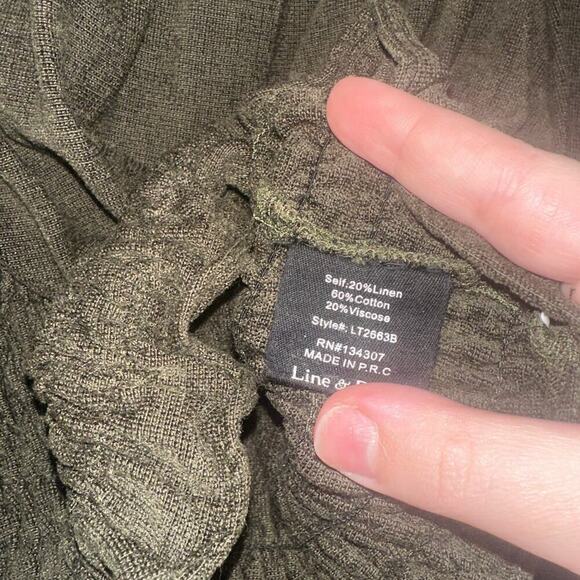 Self:20%Linen
60%Cotton
20%Viscose
Style#: LT2663B
RN#134307
MADE IN P.R.C
Line &